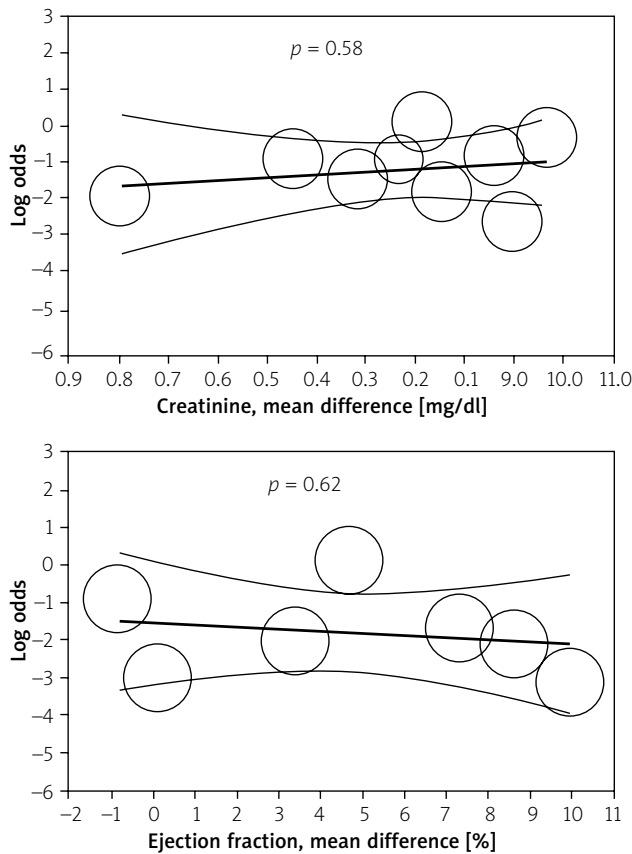 3
2
1
0
−1
−2
−3
−4
−5
−6
Log odds
p = 0.58
0.9 0.8 0.7 0.6 0.5 0.4 0.3 0.2 0.1 9.0 10.0 11.0
Creatinine, mean difference [mg/dl]
3
2
1
0
−1
−2
−3
−4
−5
−6
Log odds
p = 0.62
−2 −1 0 1 2 3 4 5 6 7 8 9 10 11
Ejection fraction, mean difference [%]